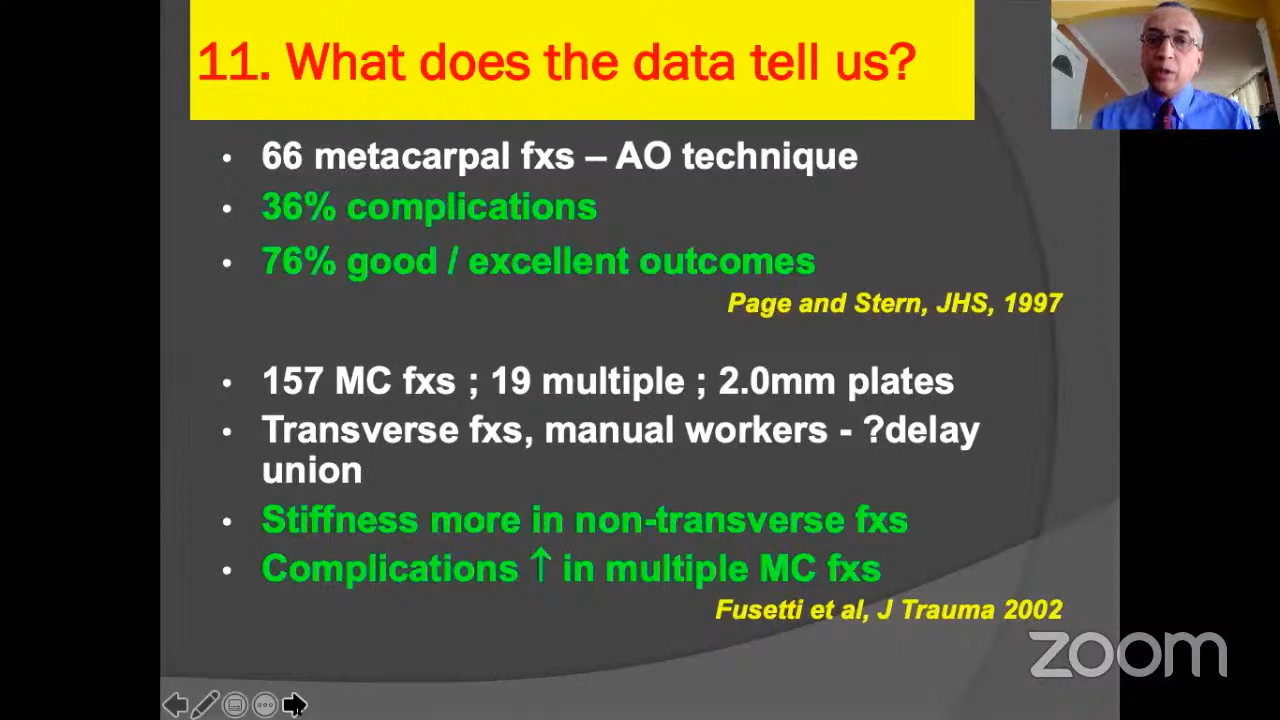 11. What does the data tell us?
• 66 metacarpal fxs – AO technique
• 36% complications
• 76% good / excellent outcomes
Page and Stern, JHS, 1997
• 157 MC fxs ; 19 multiple ; 2.0mm plates
• Transverse fxs, manual workers - ?delay
union
• Stiffness more in non-transverse fxs
• Complications ↑ in multiple MC fxs
Fusetti et al, J Trauma 2002
zoom